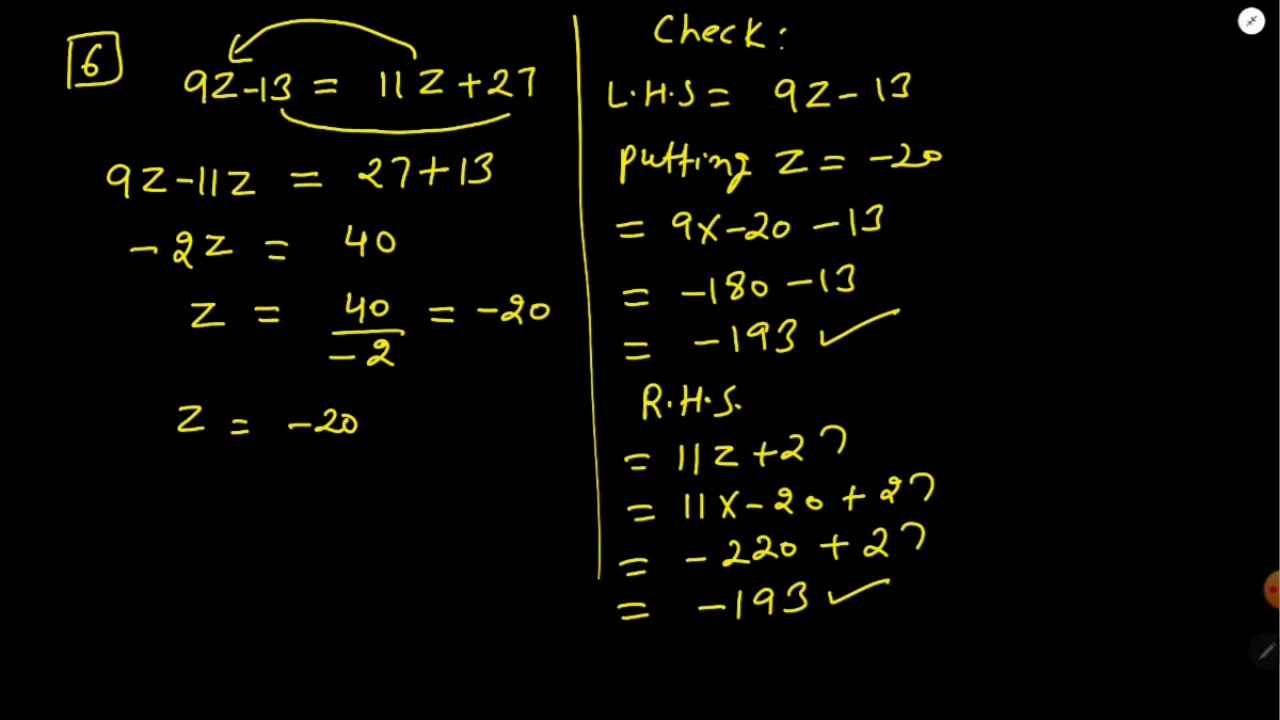 6
9z-13 = 11z+27
9z-11z = 27+13
-2z = 40
z = 40/-2 = -20
z = -20
Check:
L.H.S = 9z-13
putting z = -20
= 9x-20 -13
= -180 -13
= -193 ✓
R.H.S.
= 11z+27
= 11x-20+27
= -220+27
= -193 ✓